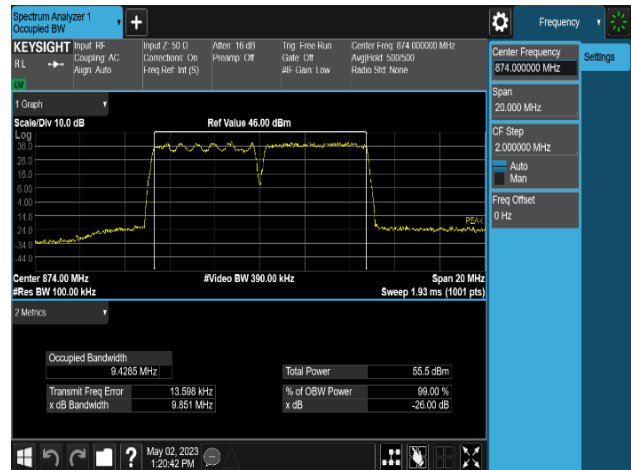 Spectrum Analyzer 1
Occupied BW
Frequency
KEYSIGHT
RL
Input: RF
Coupling: AC
Align: Auto
Input Z: 50 Ω
Corrections: On
Freq Ref: Int (S)
Atten: 16 dB
Preamp: Off
Trig: Free Run
Gate: Off
#IF Gain: Low
Center Freq: 874.000000 MHz
Avg|Hold: 500/500
Radio Std: None
LXI
Center Frequency
874.000000 MHz
Settings
Span
20.000 MHz
CF Step
2.000000 MHz
Auto
Man
Freq Offset
0 Hz
1 Graph
Scale/Div 10.0 dB
Ref Value 46.00 dBm
Log
36.0
26.0
16.0
6.00
-4.00
-14.0
-24.0
-34.0
-44.0
PEAK
Center 874.00 MHz
#Video BW 390.00 kHz
Span 20 MHz
#Res BW 100.00 kHz
Sweep 1.93 ms (1001 pts)
2 Metrics
Occupied Bandwidth
9.4285 MHz
Total Power
55.5 dBm
Transmit Freq Error
13.598 kHz
% of OBW Power
99.00 %
x dB Bandwidth
9.851 MHz
x dB
-26.00 dB
?
May 02, 2023
1:20:42 PM